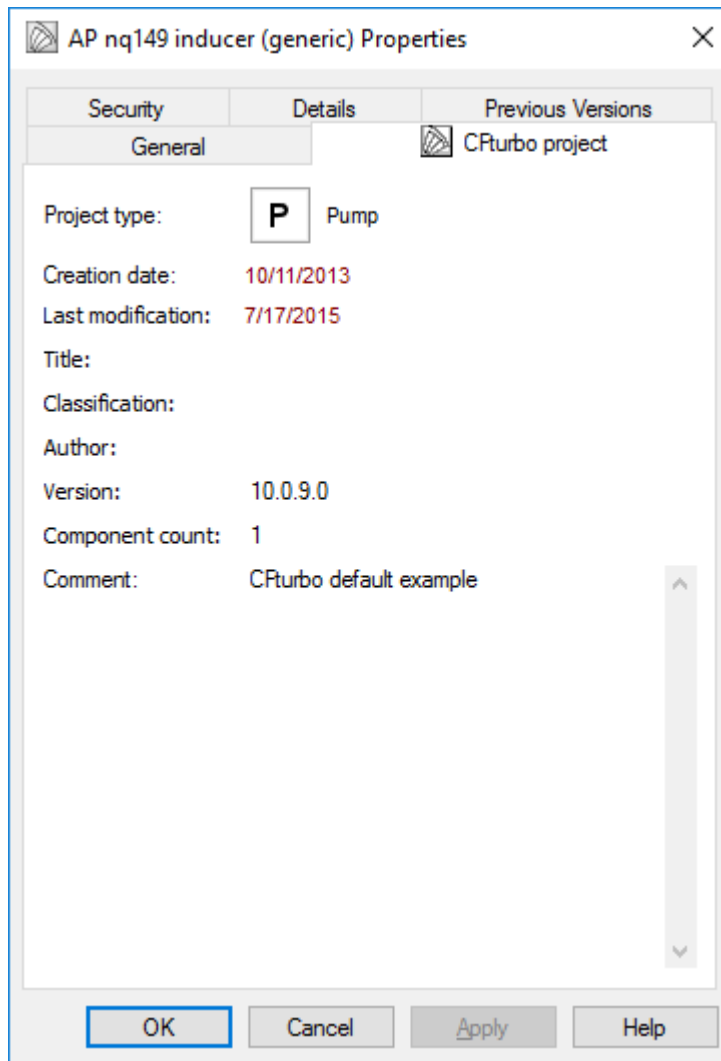 AP nq149 inducer (generic) Properties
Security Details Previous Versions
General CFturbo project
Project type: P Pump
Creation date: 10/11/2013
Last modification: 7/17/2015
Title:
Classification:
Author:
Version: 10.0.9.0
Component count: 1
Comment: CFturbo default example
OK Cancel Apply Help